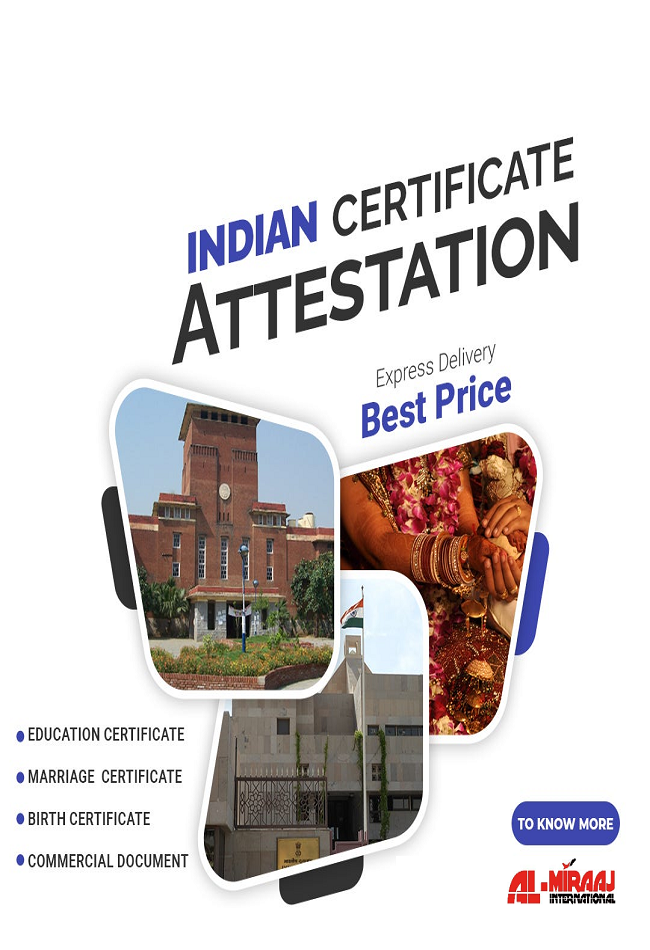 INDIAN CERTIFICATE
ATTESTATION
Express Delivery
Best Price
EDUCATION CERTIFICATE
MARRIAGE CERTIFICATE
BIRTH CERTIFICATE
COMMERCIAL DOCUMENT
TO KNOW MORE
AL-MIRAAJ
INTERNATIONAL